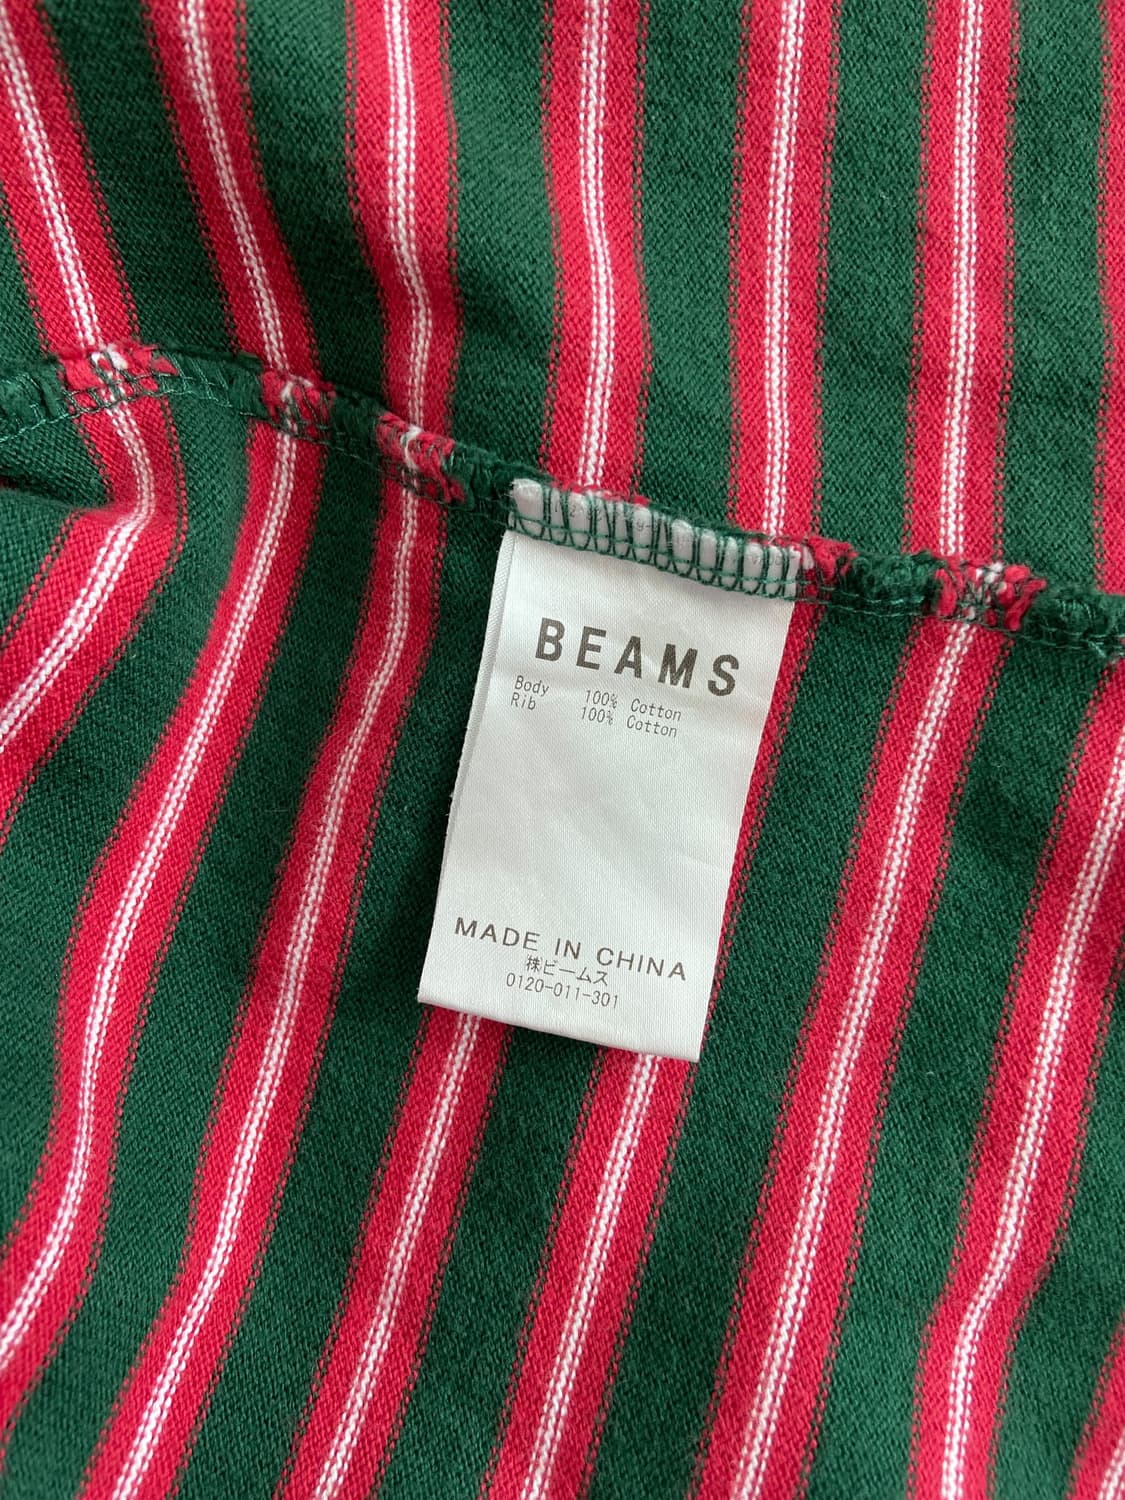 BEAMS
Body 100% Cotton
Rib 100% Cotton
MADE IN CHINA
㈱ビームス
0120-011-301